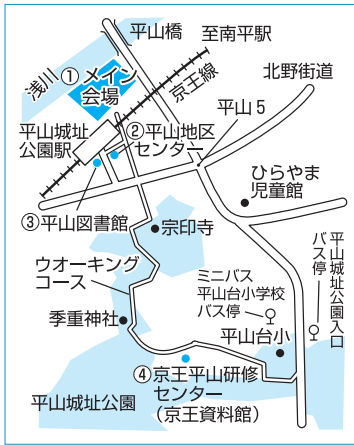 平山橋
至南平駅
浅川
①メイン
会場
京王線
北野街道
平山城址
公園駅
②平山地区
センター
平山5
ひらやま
児童館
③平山図書館
宗印寺
ウオーキング
コース
ミニバス
平山台小学校
バス停
平山城址公園入口
バス停
季重神社
平山台小
④京王平山研修
センター
(京王資料館)
平山城址公園